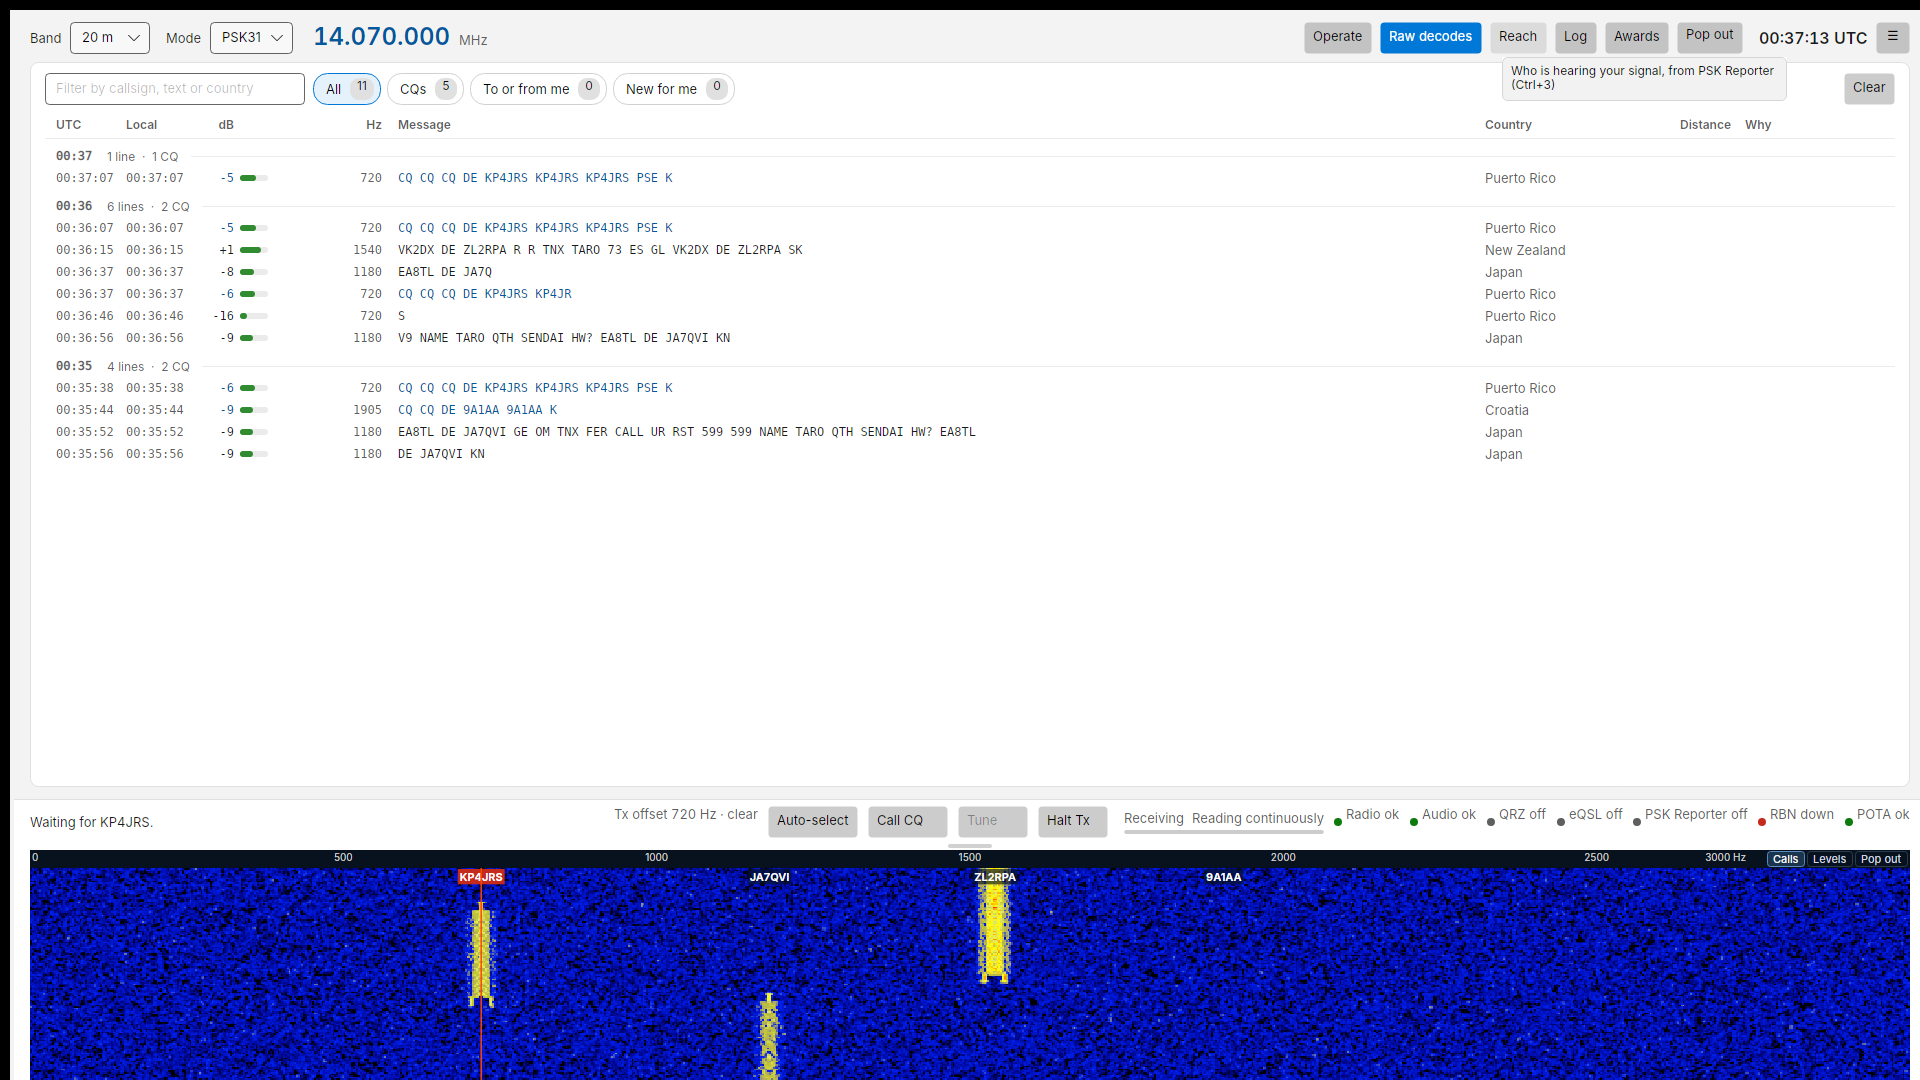 Band 20 m Mode PSK31 14.070.000 MHz Operate Raw decodes Reach Log Awards Pop out 00:37:13 UTC ☰
Who is hearing your signal, from PSK Reporter
(Ctrl+3)
Filter by callsign, text or country All 11 CQs 5 To or from me 0 New for me 0 Clear
UTC Local dB Hz Message Country Distance Why
00:37 1 line · 1 CQ
00:37:07 00:37:07 -5 720 CQ CQ CQ DE KP4JRS KP4JRS KP4JRS PSE K Puerto Rico
00:36 6 lines · 2 CQ
00:36:07 00:36:07 -5 720 CQ CQ CQ DE KP4JRS KP4JRS KP4JRS PSE K Puerto Rico
00:36:15 00:36:15 +1 1540 VK2DX DE ZL2RPA R R TNX TARO 73 ES GL VK2DX DE ZL2RPA SK New Zealand
00:36:37 00:36:37 -8 1180 EA8TL DE JA7Q Japan
00:36:37 00:36:37 -6 720 CQ CQ CQ DE KP4JRS KP4JR Puerto Rico
00:36:46 00:36:46 -16 720 S Puerto Rico
00:36:56 00:36:56 -9 1180 V9 NAME TARO QTH SENDAI HW? EA8TL DE JA7QVI KN Japan
00:35 4 lines · 2 CQ
00:35:38 00:35:38 -6 720 CQ CQ CQ DE KP4JRS KP4JRS KP4JRS PSE K Puerto Rico
00:35:44 00:35:44 -9 1905 CQ CQ DE 9A1AA 9A1AA K Croatia
00:35:52 00:35:52 -9 1180 EA8TL DE JA7QVI GE OM TNX FER CALL UR RST 599 599 NAME TARO QTH SENDAI HW? EA8TL Japan
00:35:56 00:35:56 -9 1180 DE JA7QVI KN Japan
Waiting for KP4JRS. Tx offset 720 Hz · clear Auto-select Call CQ Tune Halt Tx Receiving Reading continuously Radio ok Audio ok QRZ off eQSL off PSK Reporter off RBN down POTA ok
0 500 1000 1500 2000 2500 3000 Hz Calls Levels Pop out
KP4JRS JA7QVI ZL2RPA 9A1AA